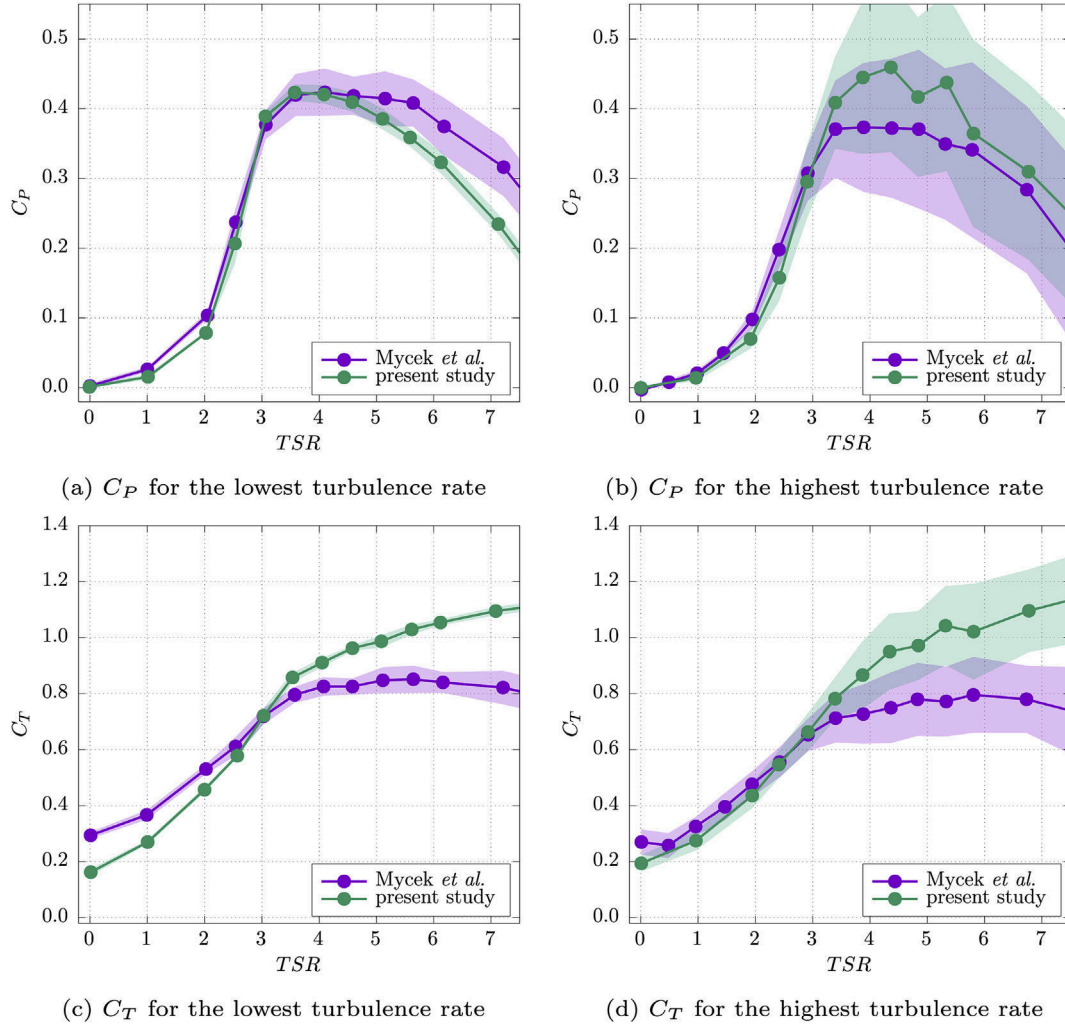 0.5
0.4
0.3
0.2
0.1
0.0
C_P
0 1 2 3 4 5 6 7
TSR
Mycek et al.
present study
(a) C_P for the lowest turbulence rate
0.5
0.4
0.3
0.2
0.1
0.0
C_P
0 1 2 3 4 5 6 7
TSR
Mycek et al.
present study
(b) C_P for the highest turbulence rate
1.4
1.2
1.0
0.8
0.6
0.4
0.2
0.0
C_T
0 1 2 3 4 5 6 7
TSR
Mycek et al.
present study
(c) C_T for the lowest turbulence rate
1.4
1.2
1.0
0.8
0.6
0.4
0.2
0.0
C_T
0 1 2 3 4 5 6 7
TSR
Mycek et al.
present study
(d) C_T for the highest turbulence rate